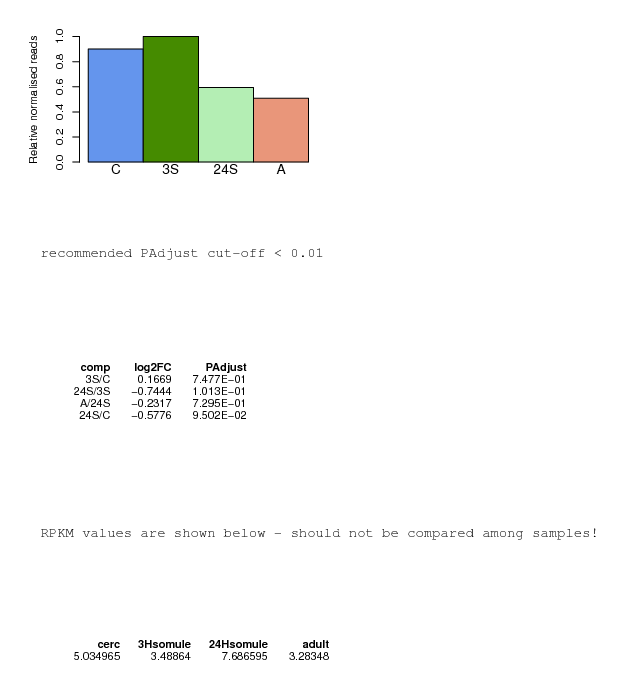 Relative normalised reads
1.0
0.8
0.6
0.4
0.2
0.0
C 3S 24S A
recommended PAdjust cut-off < 0.01
comp log2FC PAdjust
3S/C 0.1669 7.477E-01
24S/3S -0.7444 1.013E-01
A/24S -0.2317 7.295E-01
24S/C -0.5776 9.502E-02
RPKM values are shown below - should not be compared among samples!
cerc 3Hsomule 24Hsomule adult
5.034965 3.48864 7.686595 3.28348